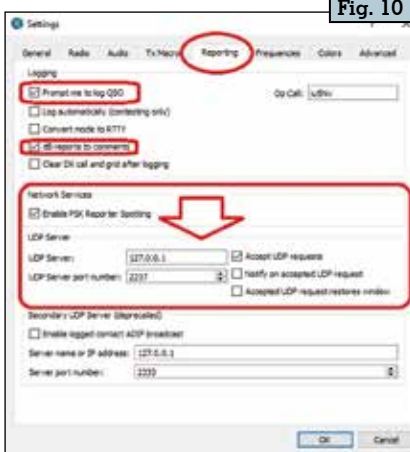 Fig. 10
Settings
General Radio Audio Tx Macros Reporting Frequencies Colors Advanced
Logging
Prompt me to log QSO Op Call:
Log automatically (contesting only)
Convert mode to RTTY
dB reports to comments
Clear DX call and grid after logging
Network Services
Enable PSK Reporter Spotting
UDP Server
UDP Server: 127.0.0.1 Accept UDP requests
UDP Server port number: 2237 Notify on accepted UDP request
Accepted UDP request restores window
Secondary UDP Server (deprecated)
Enable logged contact ADIF broadcast
Server name or IP address: 127.0.0.1
Server port number: 2333
OK Cancel